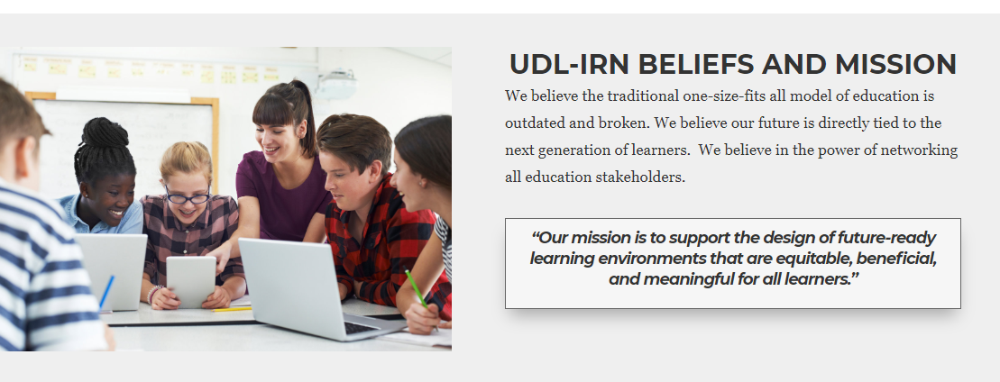 UDL-IRN BELIEFS AND MISSION
We believe the traditional one-size-fits all model of education is
outdated and broken. We believe our future is directly tied to the
next generation of learners.  We believe in the power of networking
all education stakeholders.
“Our mission is to support the design of future-ready
learning environments that are equitable, beneficial,
and meaningful for all learners.”